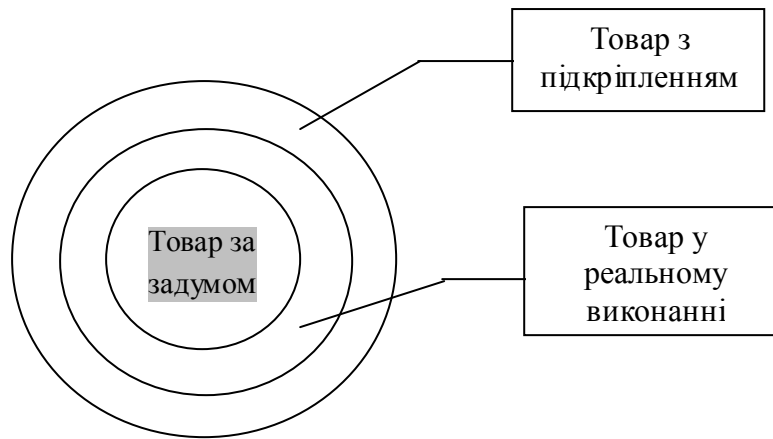 Товар з
підкріпленням
Товар за
задумом
Товар у
реальному
виконанні